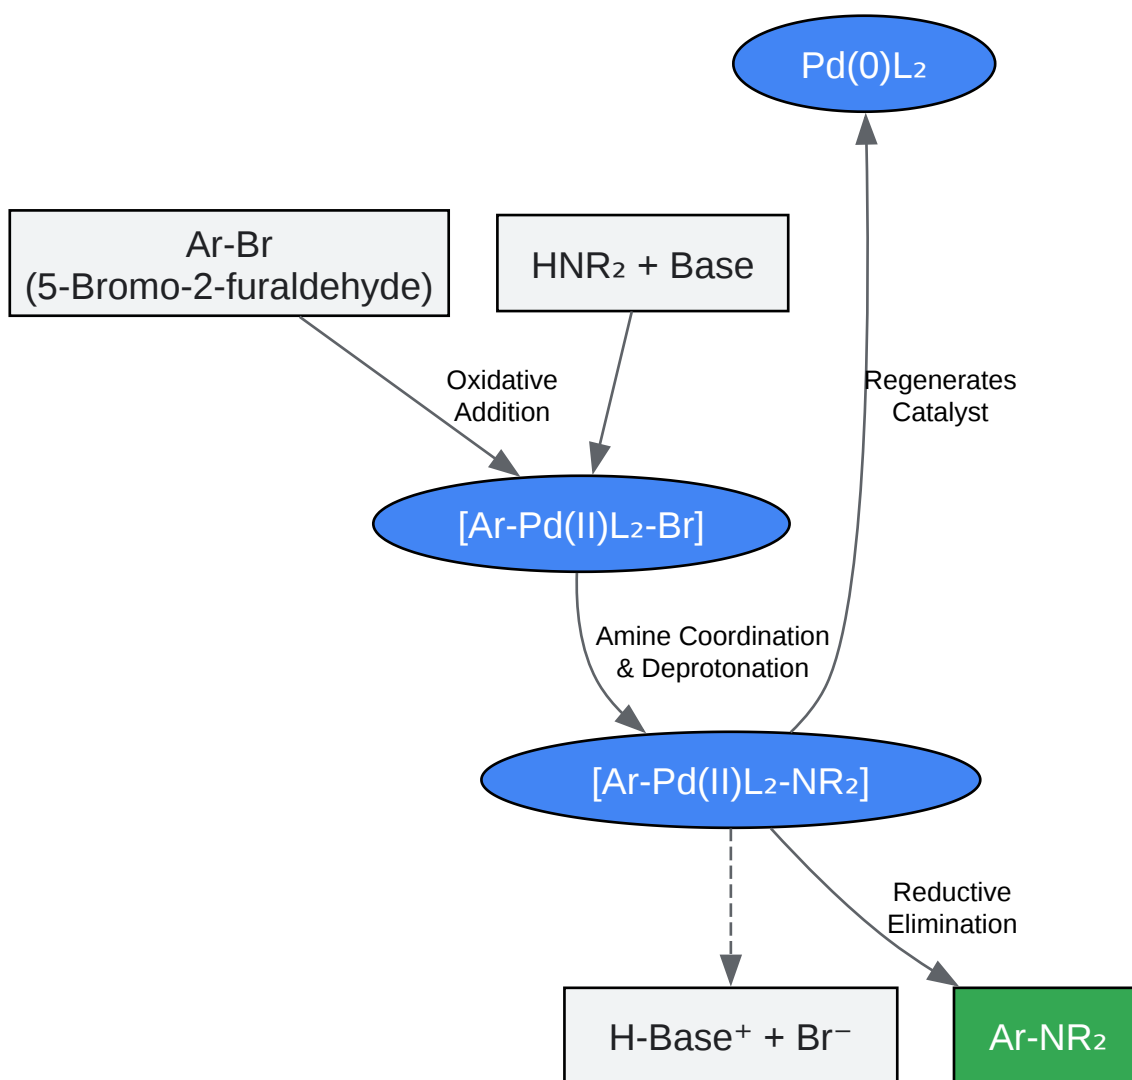 Pd(0)L₂
Ar-Br
(5-Bromo-2-furaldehyde)
HNR₂ + Base
Oxidative
Addition
Regenerates
Catalyst
[Ar-Pd(II)L₂-Br]
Amine Coordination
& Deprotonation
[Ar-Pd(II)L₂-NR₂]
Reductive
Elimination
H-Base⁺ + Br⁻
Ar-NR₂